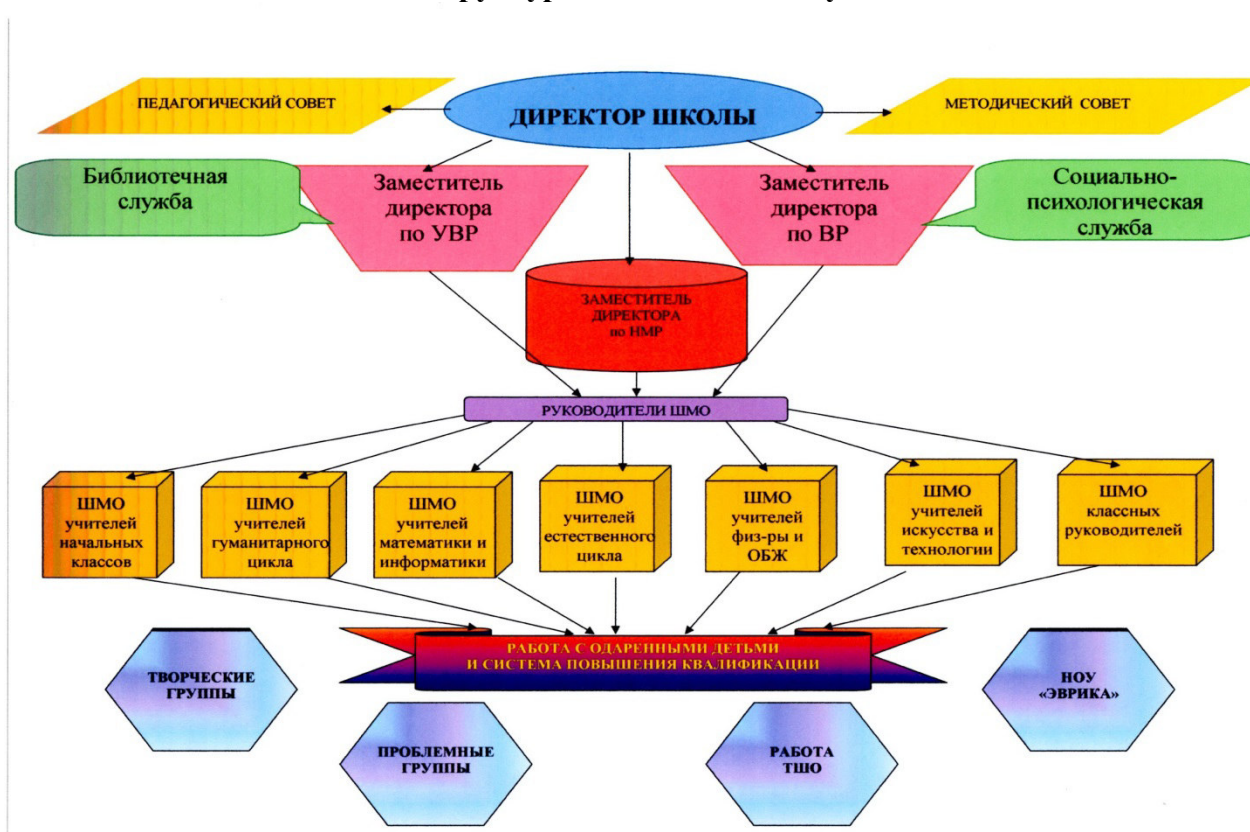 ПЕДАГОГИЧЕСКИЙ СОВЕТ
ДИРЕКТОР ШКОЛЫ
МЕТОДИЧЕСКИЙ СОВЕТ
Библиотечная
служба
Заместитель
директора
по УВР
Заместитель
директора
по ВР
Социально-
психологическая
служба
ЗАМЕСТИТЕЛЬ
ДИРЕКТОРА
по НМР
РУКОВОДИТЕЛИ ШМО
ШМО
учителей
начальных
классов
ШМО
учителей
гуманитарного
цикла
ШМО
учителей
математики и
информатики
ШМО
учителей
естественного
цикла
ШМО
учителей
физ-ры и
ОБЖ
ШМО
учителей
искусства и
технологии
ШМО
классных
руководителей
РАБОТА С ОДАРЕННЫМИ ДЕТЬМИ
И СИСТЕМА ПОВЫШЕНИЯ КВАЛИФИКАЦИИ
ТВОРЧЕСКИЕ
ГРУППЫ
ПРОБЛЕМНЫЕ
ГРУППЫ
РАБОТА
ТШО
НОУ
«ЭВРИКА»